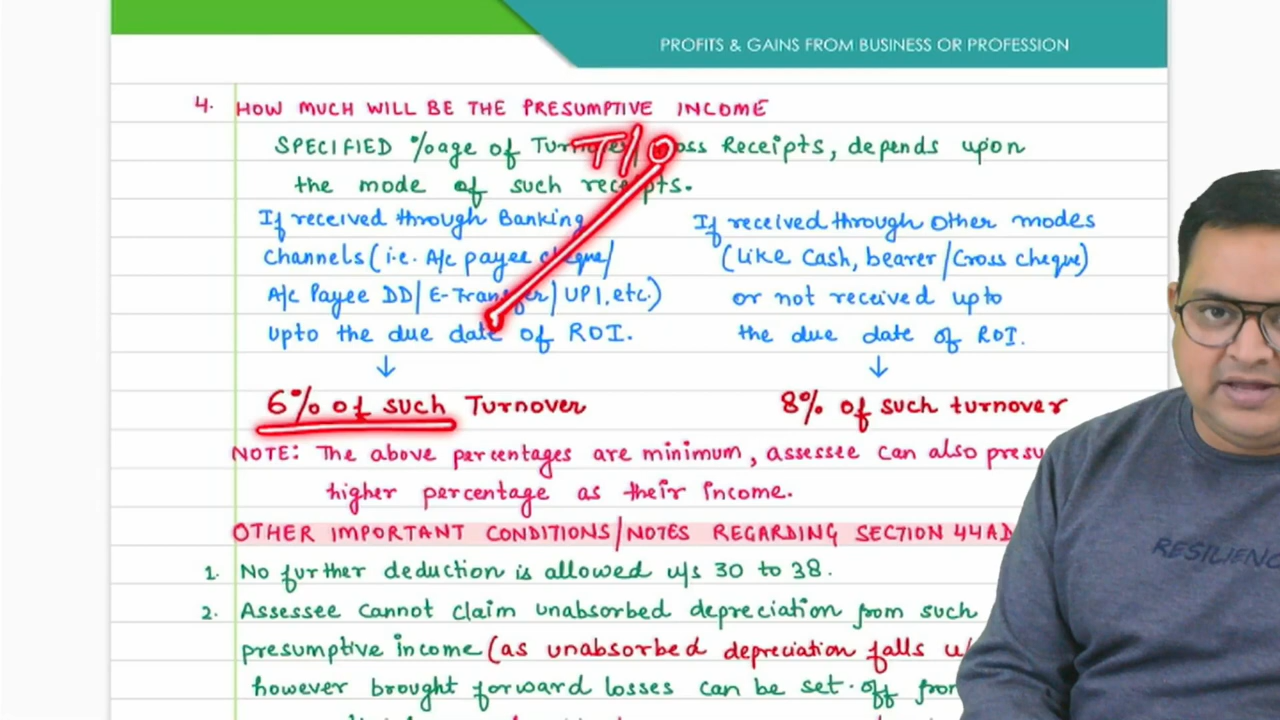 PROFITS & GAINS FROM BUSINESS OR PROFESSION
4. HOW MUCH WILL BE THE PRESUMPTIVE INCOME
SPECIFIED %age of Receipts, depends upon
T/O
the mode of such receipts.
If received through Banking
Channels (i.e. A/c payee cheque/
A/c Payee DD/ E-Transfer/ UPI, etc.)
upto the due date of ROI.
↓
6% of such Turnover
If received through other modes
(Like Cash, bearer/Cross cheque)
or not received upto
the due date of ROI.
↓
8% of such turnover
NOTE: The above percentages are minimum, assessee can also
higher percentage as their income.
OTHER IMPORTANT CONDITIONS/NOTES REGARDING SECTION 44AD
1. No further deduction is allowed u/s 30 to 38.
2. Assessee cannot claim unabsorbed depreciation from such
presumptive income (as unabsorbed depreciation falls
however brought forward losses can be set-off
RESILIENC